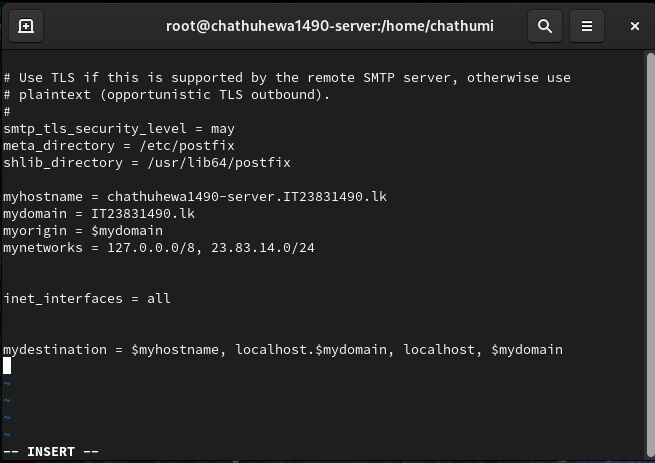 root@chathuhewa1490-server:/home/chathumi
# Use TLS if this is supported by the remote SMTP server, otherwise use
# plaintext (opportunistic TLS outbound).
#
smtp_tls_security_level = may
meta_directory = /etc/postfix
shlib_directory = /usr/lib64/postfix
myhostname = chathuhewa1490-server.IT23831490.lk
mydomain = IT23831490.lk
myorigin = $mydomain
mynetworks = 127.0.0.0/8, 23.83.14.0/24
inet_interfaces = all
mydestination = $myhostname, localhost.$mydomain, localhost, $mydomain
~
~
~
~
-- INSERT --